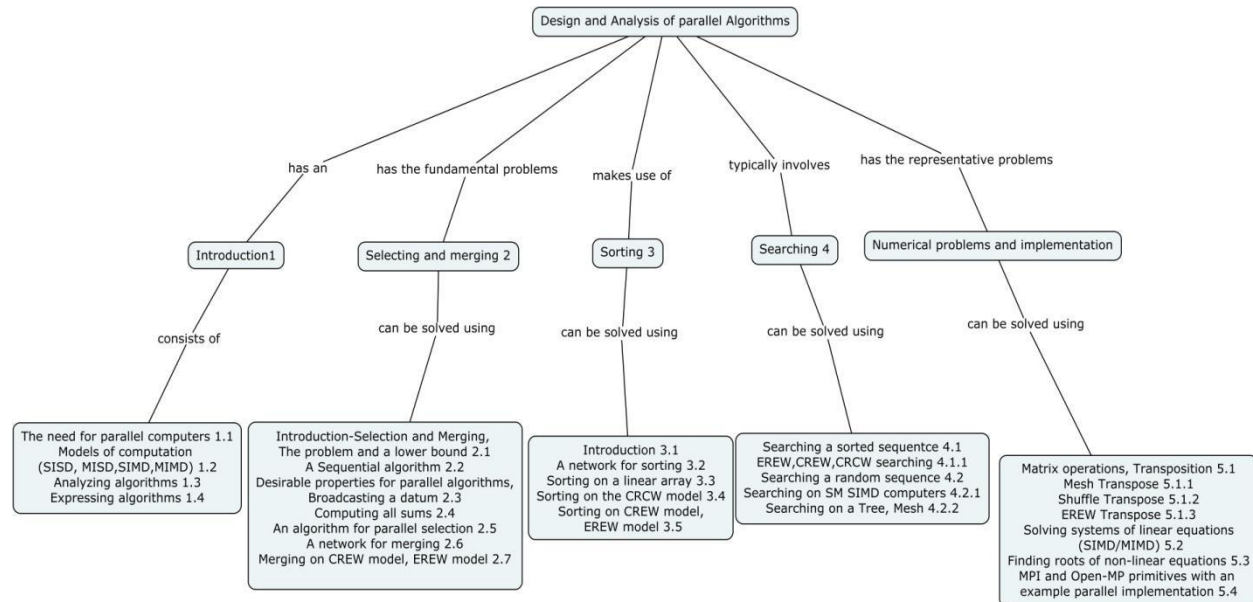 Design and Analysis of parallel Algorithms
has an
has the fundamental problems
makes use of
typically involves
has the representative problems
Introduction1
Selecting and merging 2
Sorting 3
Searching 4
Numerical problems and implementation
consists of
can be solved using
can be solved using
can be solved using
can be solved using
The need for parallel computers 1.1
Models of computation
(SISD, MISD,SIMD,MIMD) 1.2
Analyzing algorithms 1.3
Expressing algorithms 1.4
Introduction-Selection and Merging,
The problem and a lower bound 2.1
A Sequential algorithm 2.2
Desirable properties for parallel algorithms,
Broadcasting a datum 2.3
Computing all sums 2.4
An algorithm for parallel selection 2.5
A network for merging 2.6
Merging on CREW model, EREW model 2.7
Introduction 3.1
A network for sorting 3.2
Sorting on a linear array 3.3
Sorting on the CRCW model 3.4
Sorting on CREW model,
EREW model 3.5
Searching a sorted sequentce 4.1
EREW,CREW,CRCW searching 4.1.1
Searching a random sequence 4.2
Searching on SM SIMD computers 4.2.1
Searching on a Tree, Mesh 4.2.2
Matrix operations, Transposition 5.1
Mesh Transpose 5.1.1
Shuffle Transpose 5.1.2
EREW Transpose 5.1.3
Solving systems of linear equations
(SIMD/MIMD) 5.2
Finding roots of non-linear equations 5.3
MPI and Open-MP primitives with an
example parallel implementation 5.4